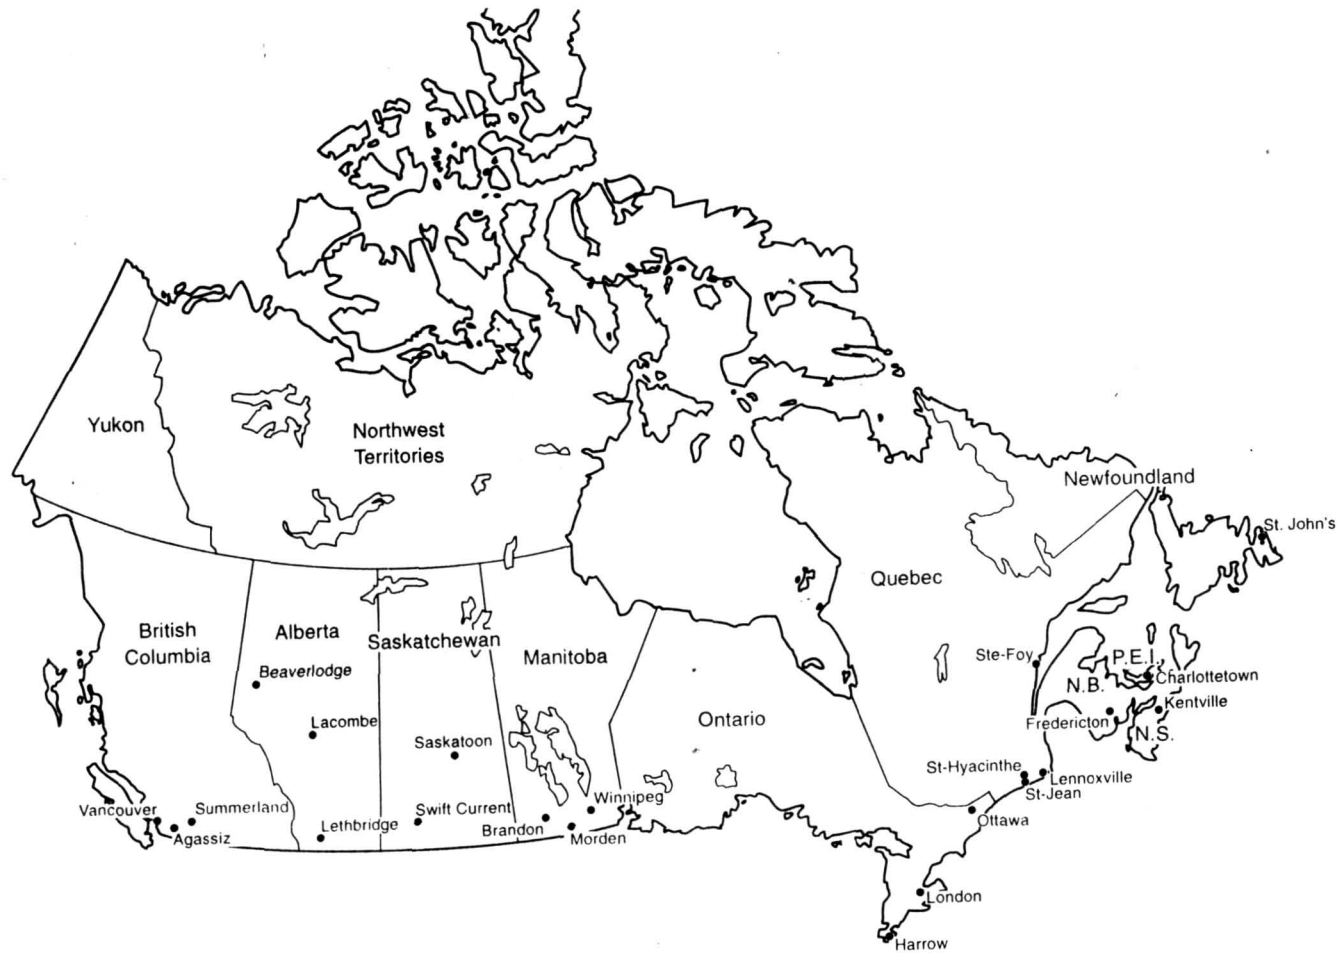 Yukon
Northwest
Territories
Newfoundland
St. John's
Quebec
British
Columbia
Alberta
Saskatchewan
Manitoba
Beaverlodge
Ste-Foy
P.E.I.
Charlottetown
N.B.
Kentville
Lacombe
Ontario
Fredericton
N.S.
Saskatoon
St-Hyacinthe
Lennoxville
St-Jean
Winnipeg
Vancouver
Summerland
Swift Current
Ottawa
Agassiz
Lethbridge
Brandon
Morden
London
Harrow